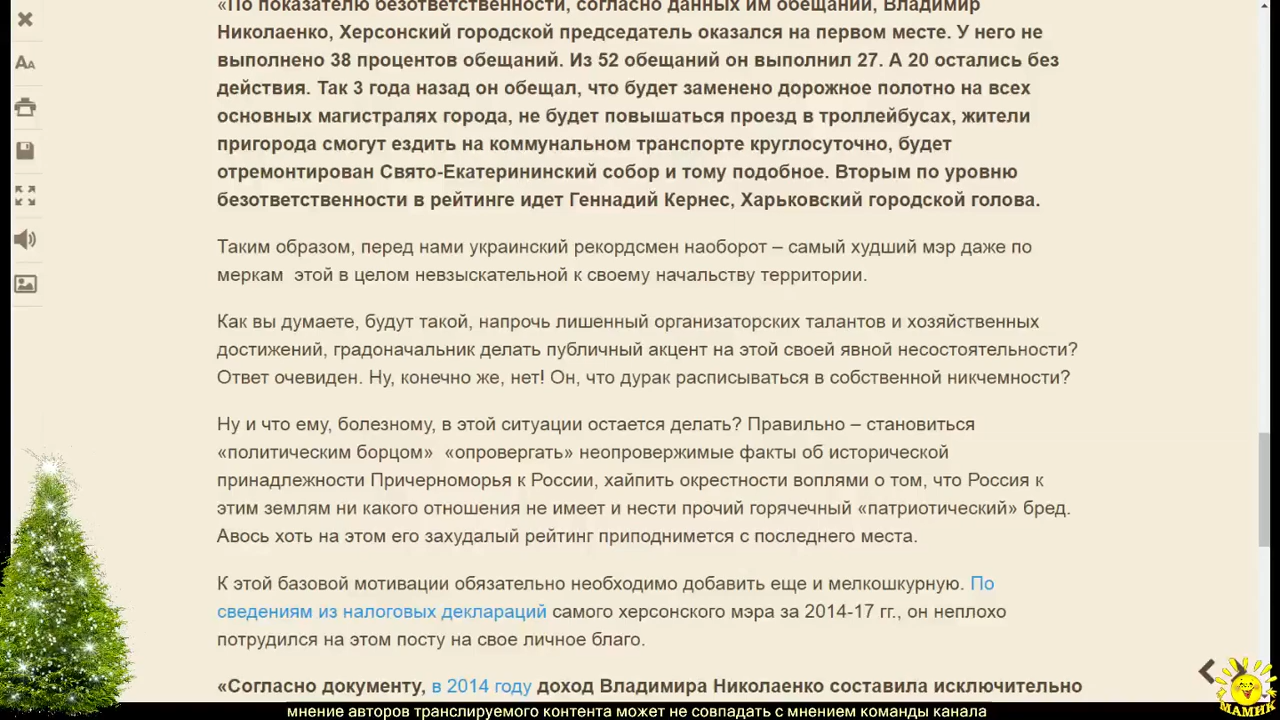 «По показателю безответственности, согласно данных им обещаний, Владимир
Николаенко, Херсонский городской председатель оказался на первом месте. У него не
выполнено 38 процентов обещаний. Из 52 обещаний он выполнил 27. А 20 остались без
действия. Так 3 года назад он обещал, что будет заменено дорожное полотно на всех
основных магистралях города, не будет повышаться проезд в троллейбусах, жители
пригорода смогут ездить на коммунальном транспорте круглосуточно, будет
отремонтирован Свято-Екатерининский собор и тому подобное. Вторым по уровню
безответственности в рейтинге идет Геннадий Кернес, Харьковский городской голова.
Таким образом, перед нами украинский рекордсмен наоборот – самый худший мэр даже по
меркам этой в целом невзыскательной к своему начальству территории.
Как вы думаете, будут такой, напрочь лишенный организаторских талантов и хозяйственных
достижений, градоначальник делать публичный акцент на этой своей явной несостоятельности?
Ответ очевиден. Ну, конечно же, нет! Он, что дурак расписываться в собственной никчемности?
Ну и что ему, болезному, в этой ситуации остается делать? Правильно – становиться
«политическим борцом» «опровергать» неопровержимые факты об исторической
принадлежности Причерноморья к России, хайпить окрестности воплями о том, что Россия к
этим землям ни какого отношения не имеет и нести прочий горячечный «патриотический» бред.
Авось хоть на этом его захудалый рейтинг приподнимется с последнего места.
К этой базовой мотивации обязательно необходимо добавить еще и мелкошкурную. По
сведениям из налоговых деклараций самого херсонского мэра за 2014-17 гг., он неплохо
потрудился на этом посту на свое личное благо.
«Согласно документу, в 2014 году доход Владимира Николаенко составила исключительно
мнение авторов транслируемого контента может не совпадать с мнением команды канала
МАМИК